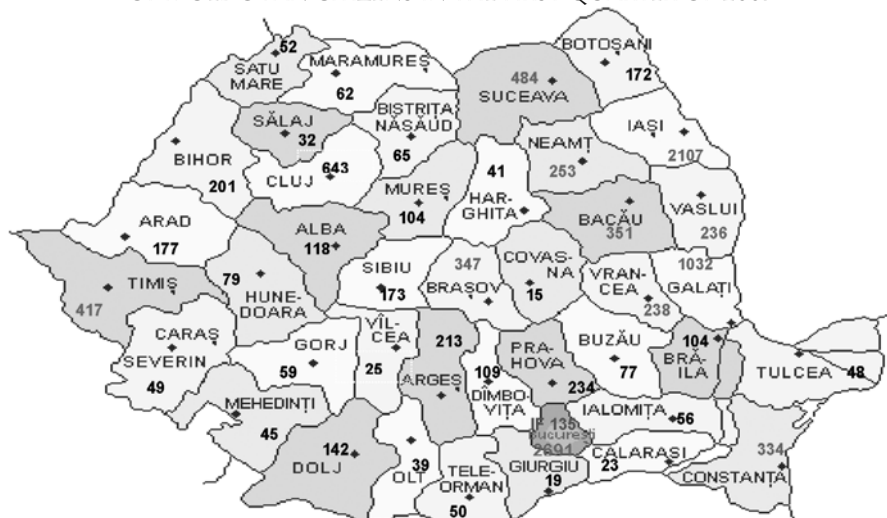 BOTOȘANI
172
52
SATU
MARE
MARAMUREȘ
62
484
SUCEAVA
SĂLAJ
32
BISTRIȚA
NĂSĂUD
65
NEAMȚ
253
IAȘI
2107
BIHOR
201
CLUJ
643
MUREȘ
104
41
HAR-
GHITA
BACĂU
351
VASLUI
236
ARAD
177
ALBA
118
SIBIU
173
347
BRAȘOV
COVAS-
NA
15
VRAN-
CEA
238
1032
GALAȚI
TIMIȘ
417
79
HUNE-
DOARA
CARAȘ
SEVERIN
49
GORJ
59
VÎL-
CEA
25
213
ARGEȘ
109
DÎMBO-
VIȚA
PRA-
HOVA
234
BUZĂU
77
104
BRĂ-
ILA
TULCEA
48
MEHEDINȚI
45
142
DOLJ
39
OLT
TELE-
ORMAN
50
IF 135
București
2691
GIURGIU
19
IALOMIȚA
56
CALARASI
23
334
CONSTANȚA